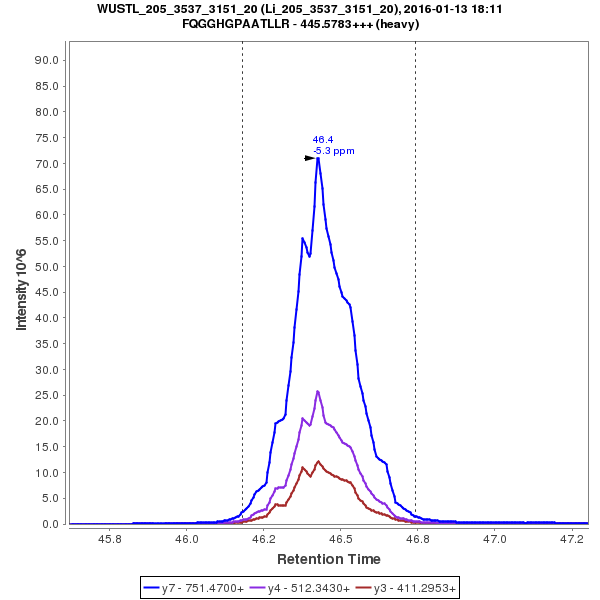 WUSTL_205_3537_3151_20 (Li_205_3537_3151_20), 2016-01-13 18:11
FQGGHGPAATLLR - 445.5783+++ (heavy)
90.0
85.0
80.0
75.0
70.0
65.0
60.0
55.0
50.0
45.0
40.0
35.0
30.0
25.0
20.0
15.0
10.0
5.0
0.0
Intensity 10^6
46.4
-5.3 ppm
45.8 46.0 46.2 46.5 46.8 47.0 47.2
Retention Time
y7 - 751.4700+ y4 - 512.3430+ y3 - 411.2953+